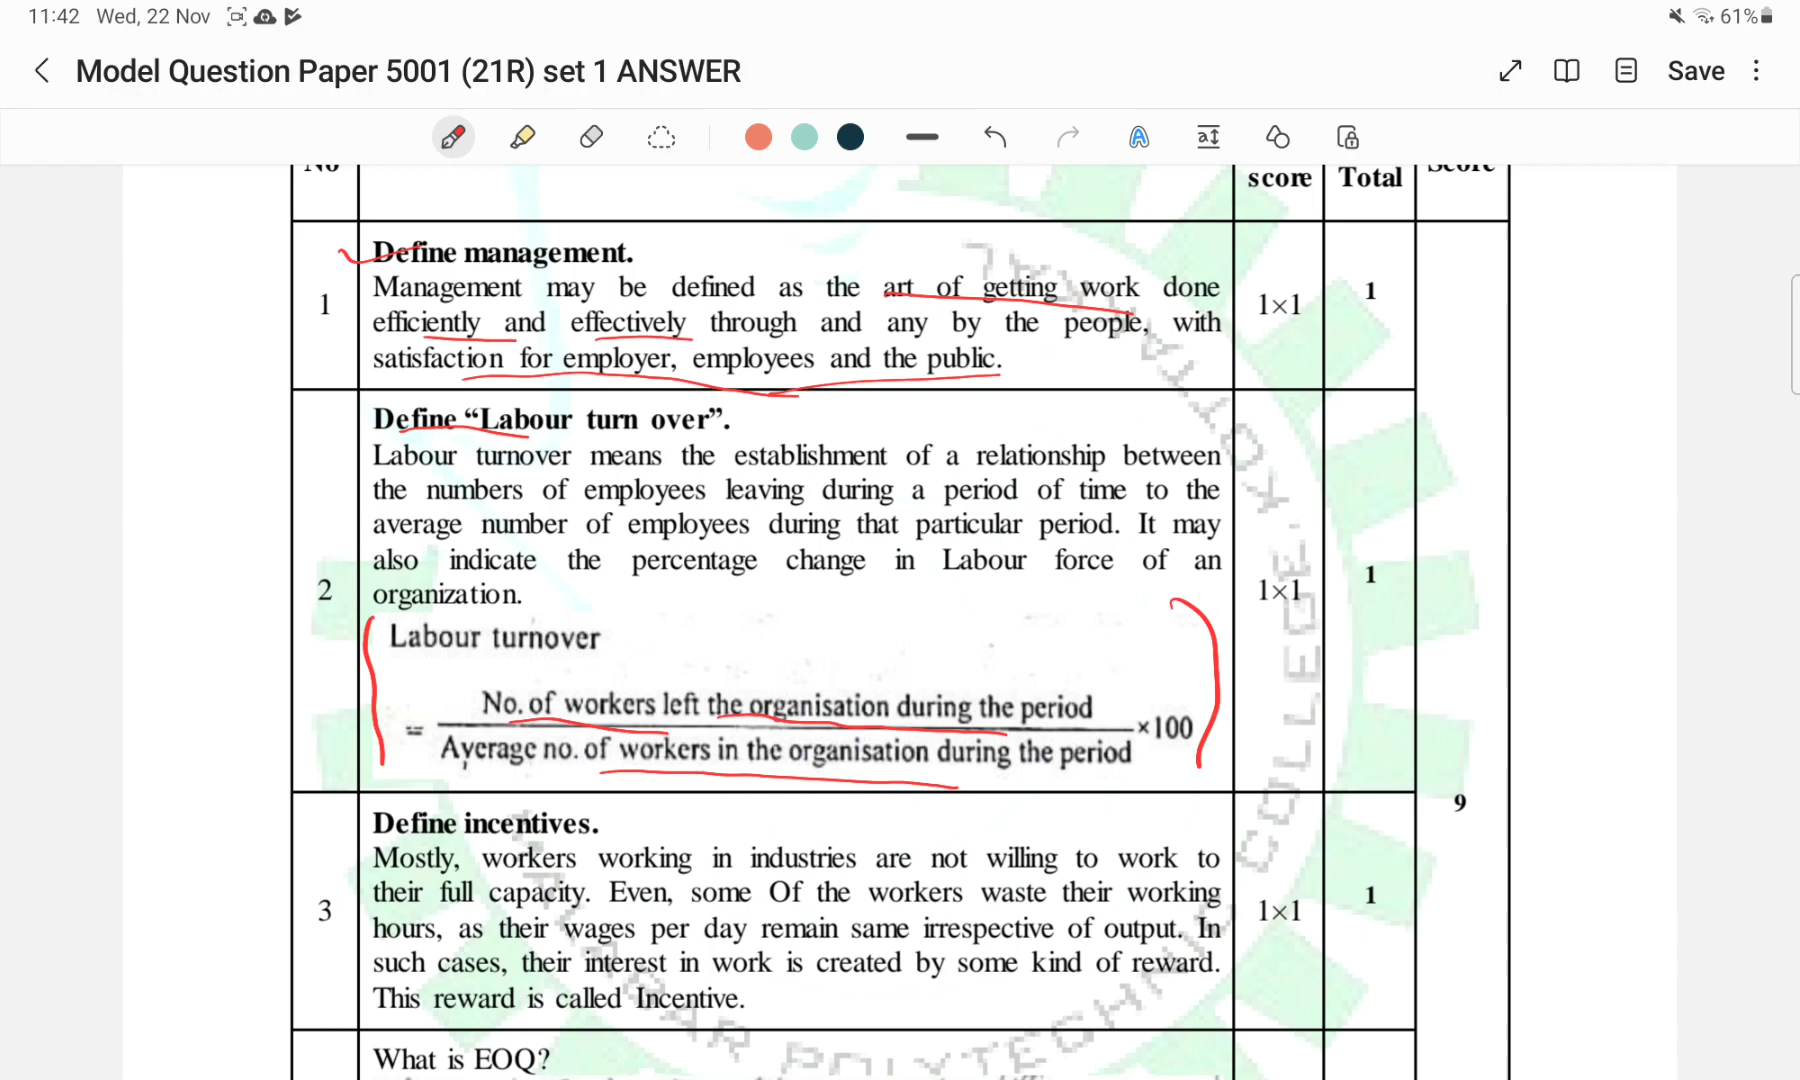 11:42 Wed, 22 Nov
61%
Model Question Paper 5001 (21R) set 1 ANSWER
Save
No
score
Total
Score
Define management.
1
Management may be defined as the art of getting work done
efficiently and effectively through and any by the people, with
satisfaction for employer, employees and the public.
1×1
1
Define “Labour turn over”.
2
Labour turnover means the establishment of a relationship between
the numbers of employees leaving during a period of time to the
average number of employees during that particular period. It may
also indicate the percentage change in Labour force of an
organization.
Labour turnover
No. of workers left the organisation during the period
= ×100
Average no. of workers in the organisation during the period
1×1
1
9
Define incentives.
3
Mostly, workers working in industries are not willing to work to
their full capacity. Even, some Of the workers waste their working
hours, as their wages per day remain same irrespective of output. In
such cases, their interest in work is created by some kind of reward.
This reward is called Incentive.
1×1
1
What is EOQ?
POLYTECHNIC COLLEGE, KOTTAKKAL